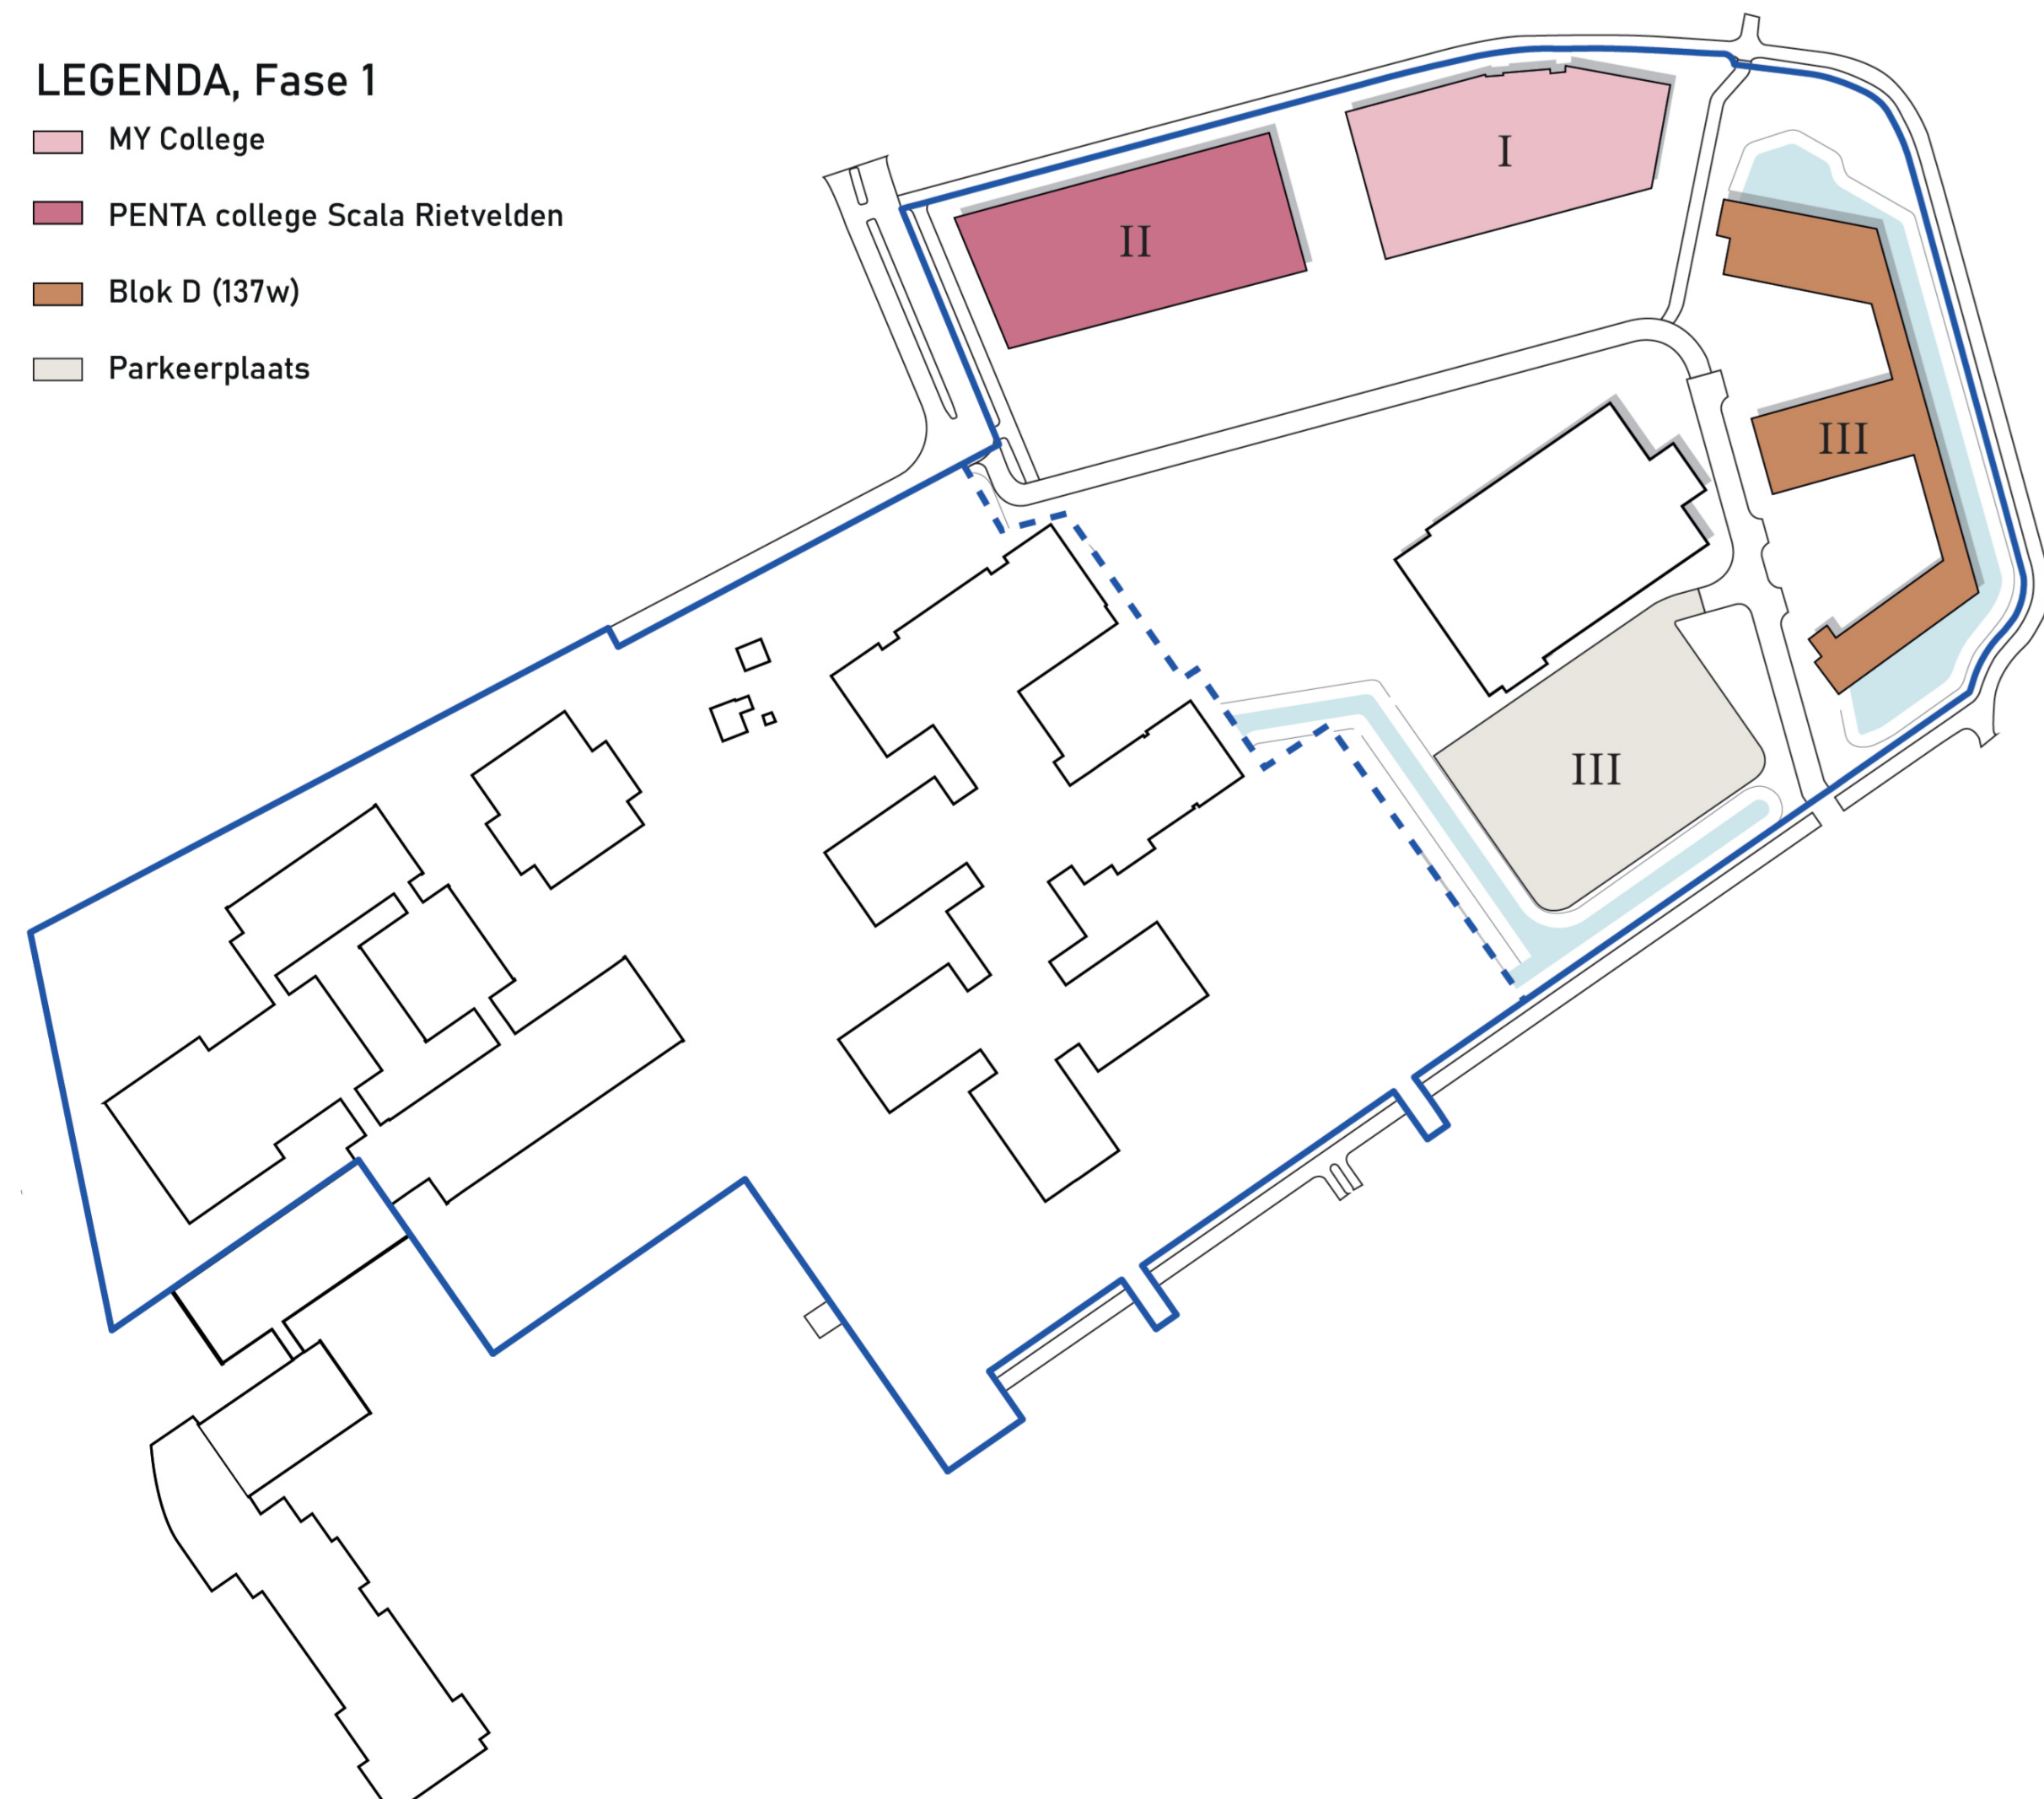 LEGENDA, Fase 1
MY College
PENTA college Scala Rietvelden
Blok D (137w)
Parkeerplaats
I
II
III
III